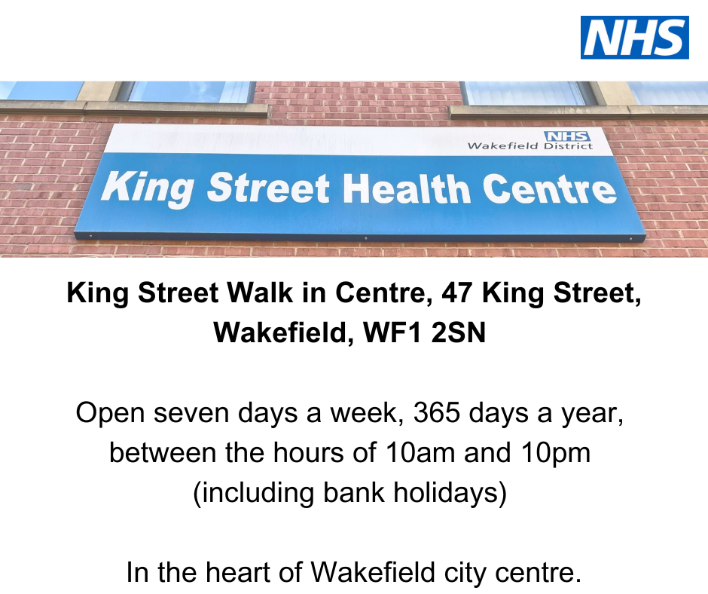 NHS
NHS
Wakefield District
King Street Health Centre
King Street Walk in Centre, 47 King Street,
Wakefield, WF1 2SN
Open seven days a week, 365 days a year,
between the hours of 10am and 10pm
(including bank holidays)
In the heart of Wakefield city centre.